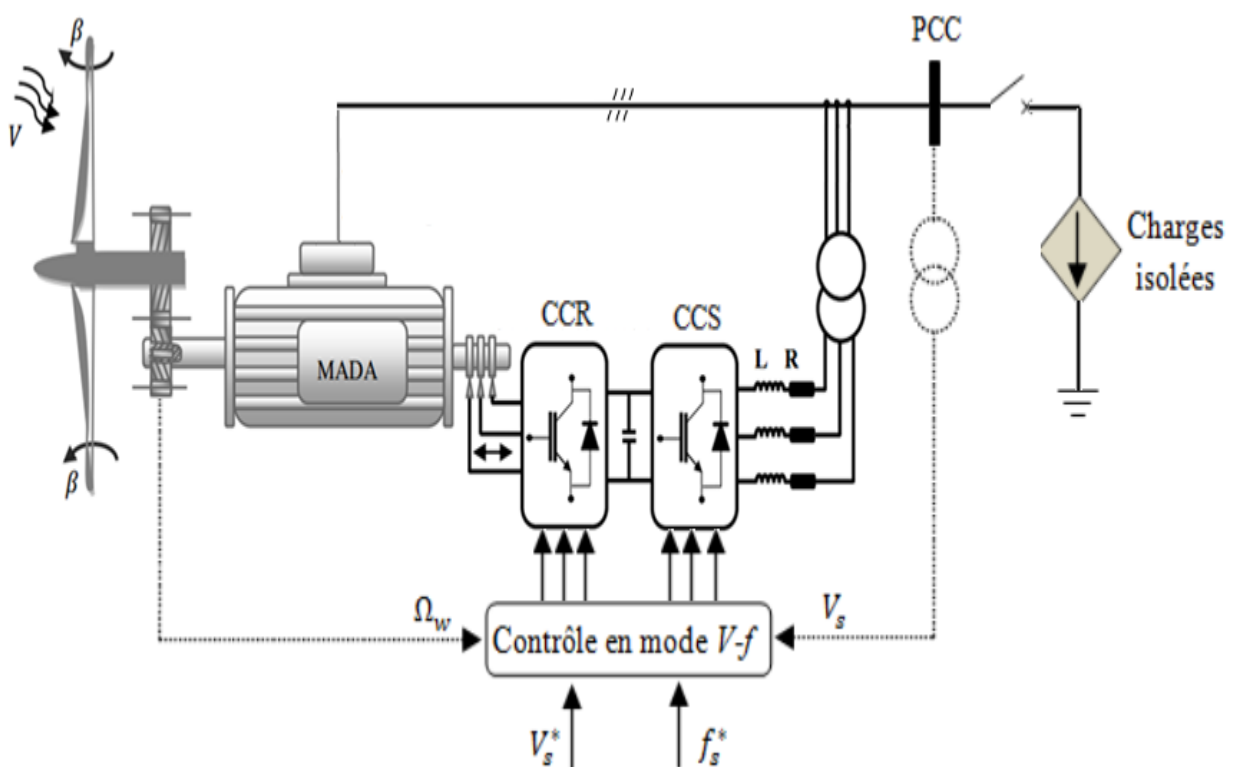 β
PCC
V
Charges
isolées
CCR
CCS
L R
MADA
β
Ω_w
V_s
Contrôle en mode V-f
V_s^*
f_s^*